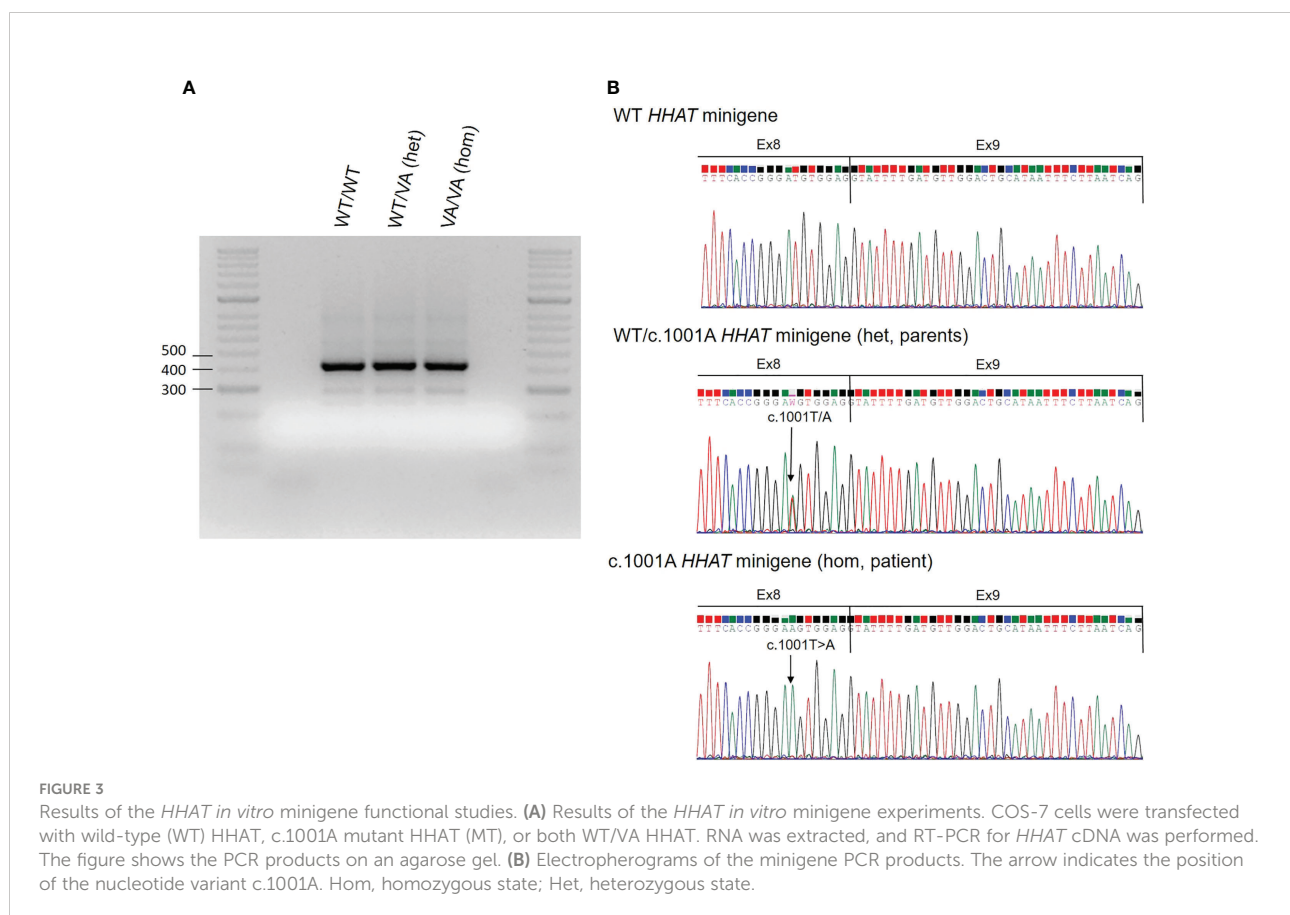 A
WT/WT
WT/VA (het)
VA/VA (hom)
500
400
300
B
WT HHAT minigene
Ex8 Ex9
TTTCACCGGGATGTGGAGGTATTTTGATGTTGGACTGCATAATTTCTTAATCAG
WT/c.1001A HHAT minigene (het, parents)
Ex8 Ex9
TTTCACCGGGAWGTGGAGGTATTTTGATGTTGGACTGCATAATTTCTTAATCAG
c.1001T/A
c.1001A HHAT minigene (hom, patient)
Ex8 Ex9
TTTCACCGGGAAGTGGAGGTATTTTGATGTTGGACTGCATAATTTCTTAATCAG
c.1001T>A
FIGURE 3
Results of the HHAT in vitro minigene functional studies. (A) Results of the HHAT in vitro minigene experiments. COS-7 cells were transfected
with wild-type (WT) HHAT, c.1001A mutant HHAT (MT), or both WT/VA HHAT. RNA was extracted, and RT-PCR for HHAT cDNA was performed.
The figure shows the PCR products on an agarose gel. (B) Electropherograms of the minigene PCR products. The arrow indicates the position
of the nucleotide variant c.1001A. Hom, homozygous state; Het, heterozygous state.